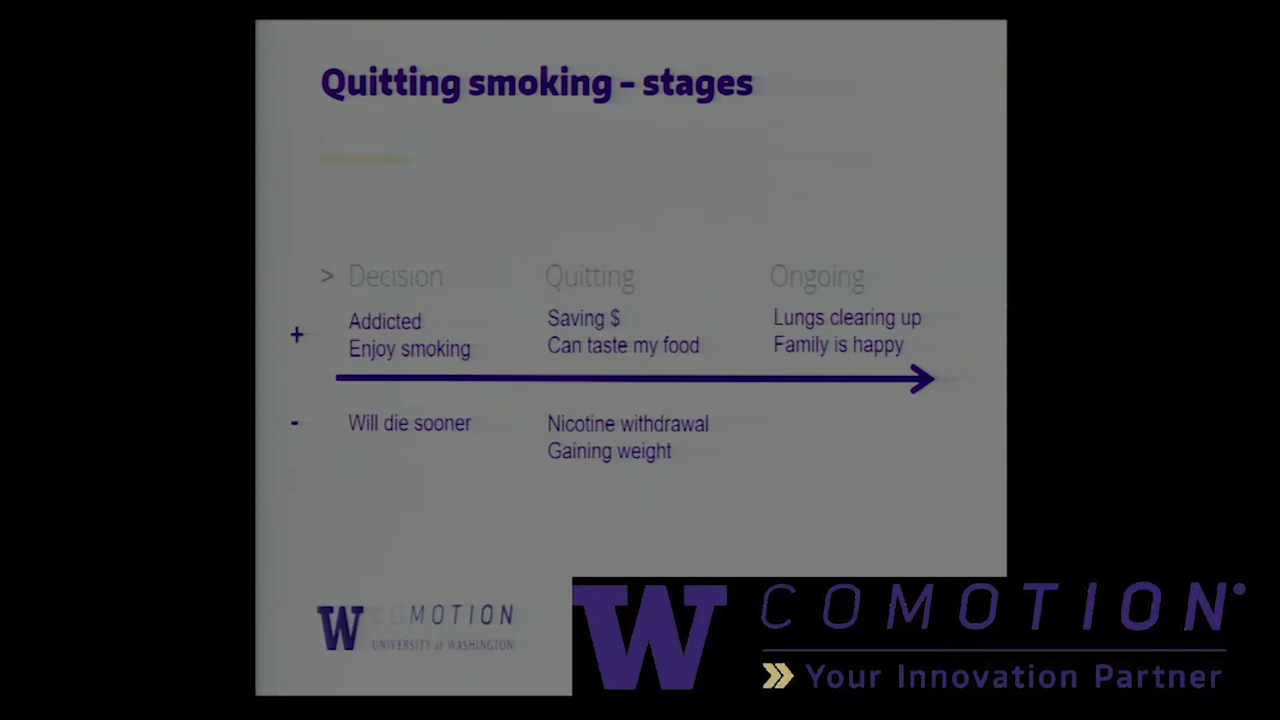 Quitting smoking – stages
> Decision Quitting Ongoing
+
Addicted
Enjoy smoking
Saving $
Can taste my food
Lungs clearing up
Family is happy
-
Will die sooner
Nicotine withdrawal
Gaining weight
W COMOTION
UNIVERSITY of WASHINGTON
W COMOTION
Your Innovation Partner